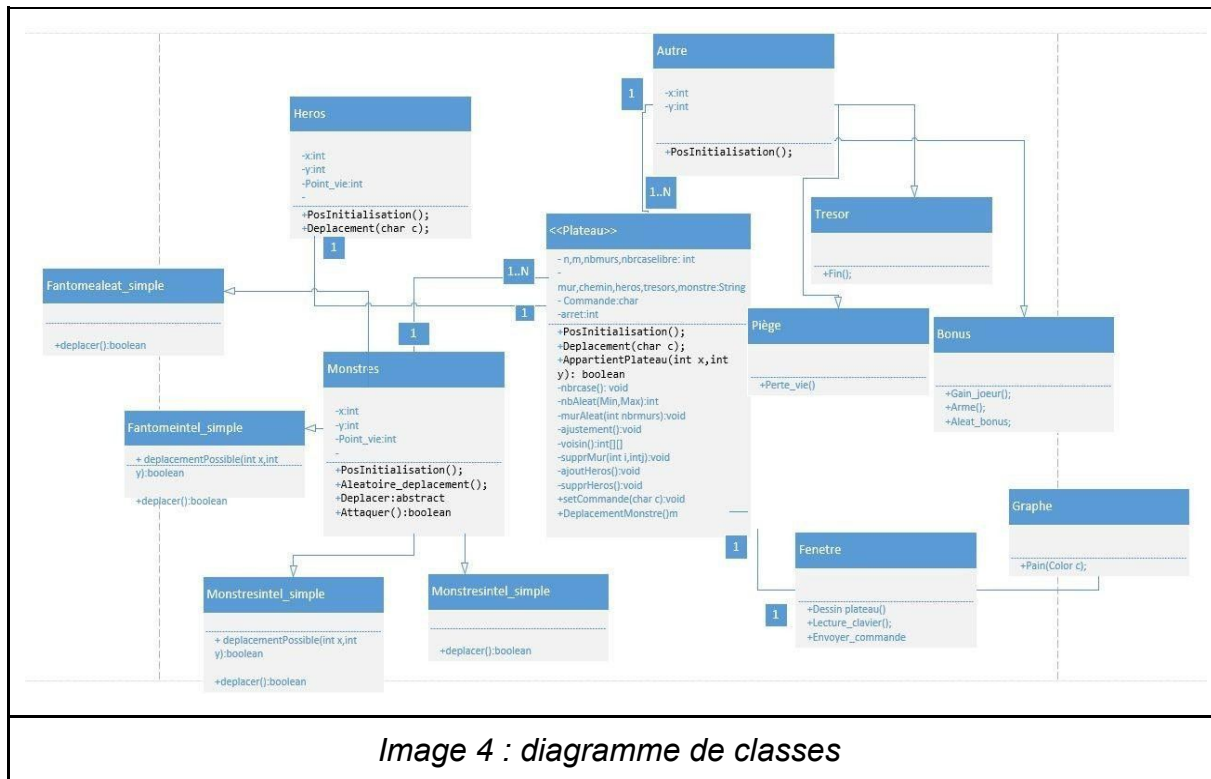 Autre
1
-x:int
-y:int
+PosInitialisation();
Heros
-x:int
-y:int
-Point_vie:int
-
+PosInitialisation();
+Deplacement(char c);
1
1..N
Tresor
+Fin();
<<Plateau>>
- n,m,nbmurs,nbrcaselibre: int
-
mur,chemin,heros,tresors,monstre:String
- Commande:char
-arret:int
+PosInitialisation();
+Deplacement(char c);
+AppartientPlateau(int x,int
y): boolean
-nbrcase(): void
-nbAleat(Min,Max):int
-murAleat(int nbrmurs):void
-ajustement():void
-voisin():int[][]
-supprMur(int i,intj):void
-ajoutHeros():void
-supprHeros():void
+setCommande(char c):void
+DeplacementMonstre()m
1..N
1
1
Fantomealeat_simple
+deplacer():boolean
Piège
+Perte_vie()
Bonus
+Gain_joeur();
+Arme();
+Aleat_bonus;
Monstres
-x:int
-y:int
-Point_vie:int
-
+PosInitialisation();
+Aleatoire_deplacement();
+Deplacer:abstract
+Attaquer():boolean
Fantomeintel_simple
+ deplacementPossible(int x,int
y):boolean
+deplacer():boolean
Graphe
+Pain(Color c);
1
Fenetre
+Dessin plateau()
+Lecture_clavier();
+Envoyer_commande
1
Monstresintel_simple
+ deplacementPossible(int x,int
y):boolean
+deplacer():boolean
Monstresintel_simple
+deplacer():boolean
Image 4 : diagramme de classes